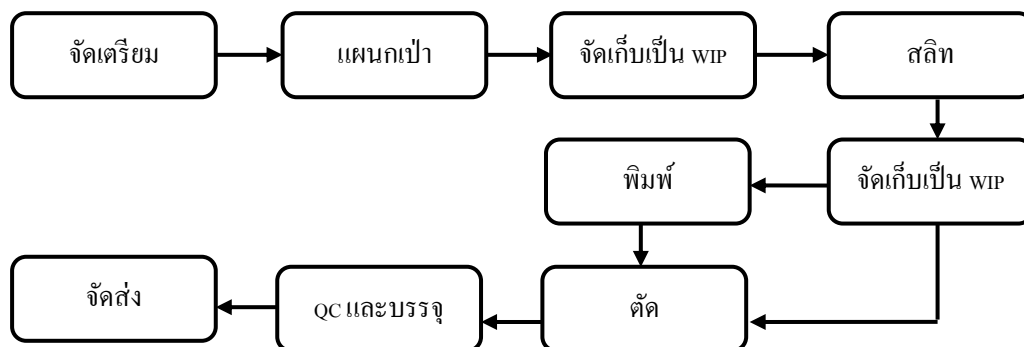 จัดเตรียม
แผนกเป่า
จัดเก็บเป็น WIP
สลิท
จัดเก็บเป็น WIP
พิมพ์
ตัด
QC และบรรจุ
จัดส่ง